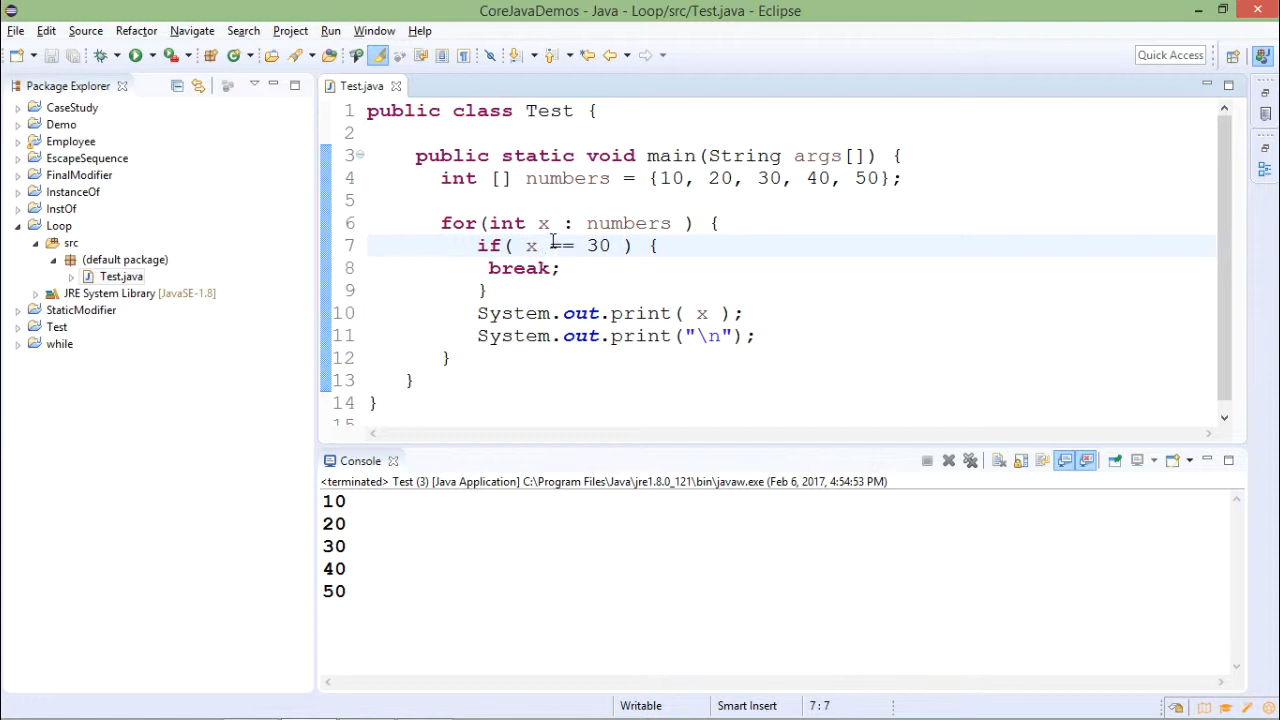 CoreJavaDemos - Java - Loop/src/Test.java - Eclipse
File Edit Source Refactor Navigate Search Project Run Window Help
Quick Access
Package Explorer
CaseStudy
Demo
Employee
EscapeSequence
FinalModifier
InstanceOf
InstOf
Loop
src
(default package)
Test.java
JRE System Library [JavaSE-1.8]
StaticModifier
Test
while
Test.java
1 public class Test {
2
3 public static void main(String args[]) {
4 int [] numbers = {10, 20, 30, 40, 50};
5
6 for(int x : numbers ) {
7 if( x == 30 ) {
8 break;
9 }
10 System.out.print( x );
11 System.out.print("\n");
12 }
13 }
14 }
15
Console
<terminated> Test (3) [Java Application] C:\Program Files\Java\jre1.8.0_121\bin\javaw.exe (Feb 6, 2017, 4:54:53 PM)
10
20
30
40
50
Writable Smart Insert 7 : 7